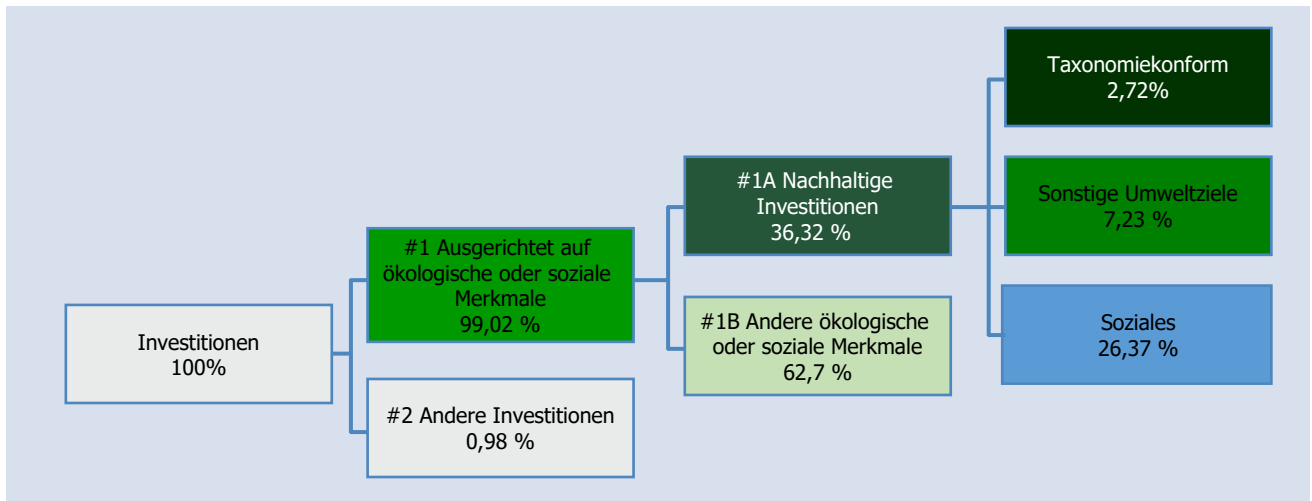 Investitionen
100%
#1 Ausgerichtet auf
ökologische oder soziale
Merkmale
99,02 %
#2 Andere Investitionen
0,98 %
#1A Nachhaltige
Investitionen
36,32 %
#1B Andere ökologische
oder soziale Merkmale
62,7 %
Taxonomiekonform
2,72%
Sonstige Umweltziele
7,23 %
Soziales
26,37 %